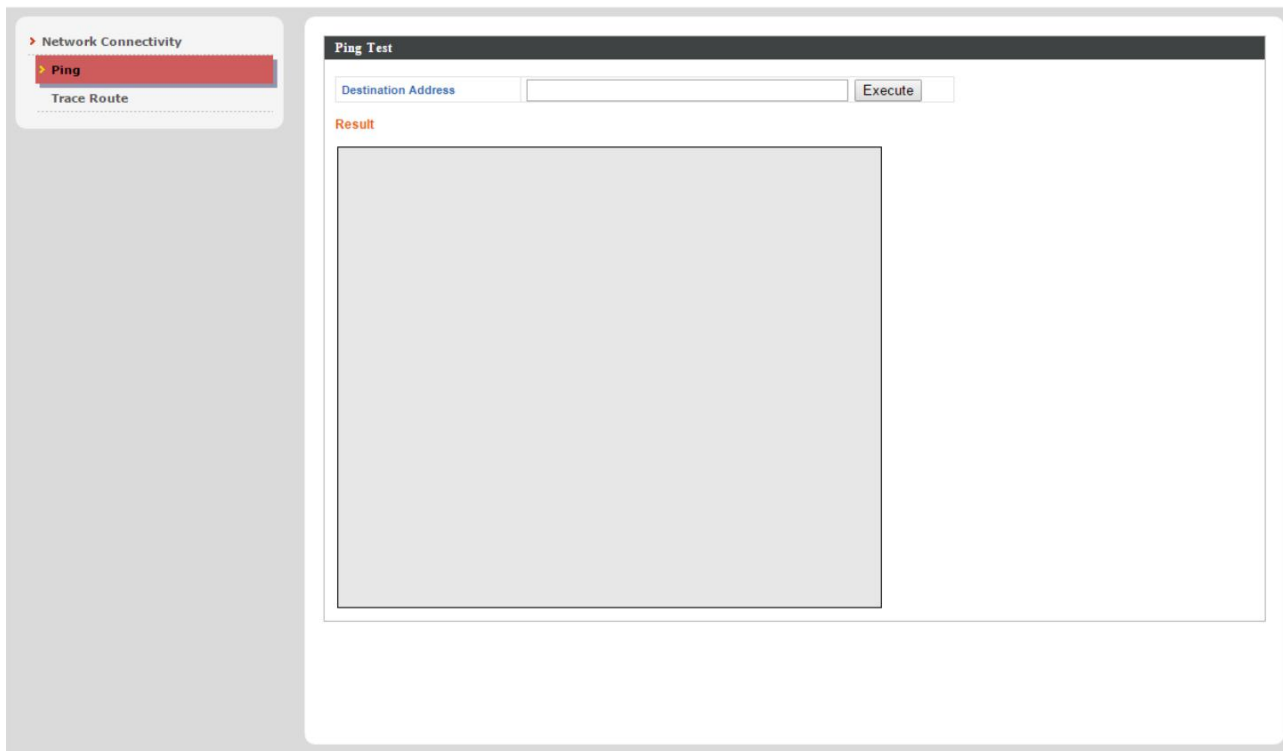 Network Connectivity
Ping
Trace Route
Ping Test
Destination Address
Execute
Result